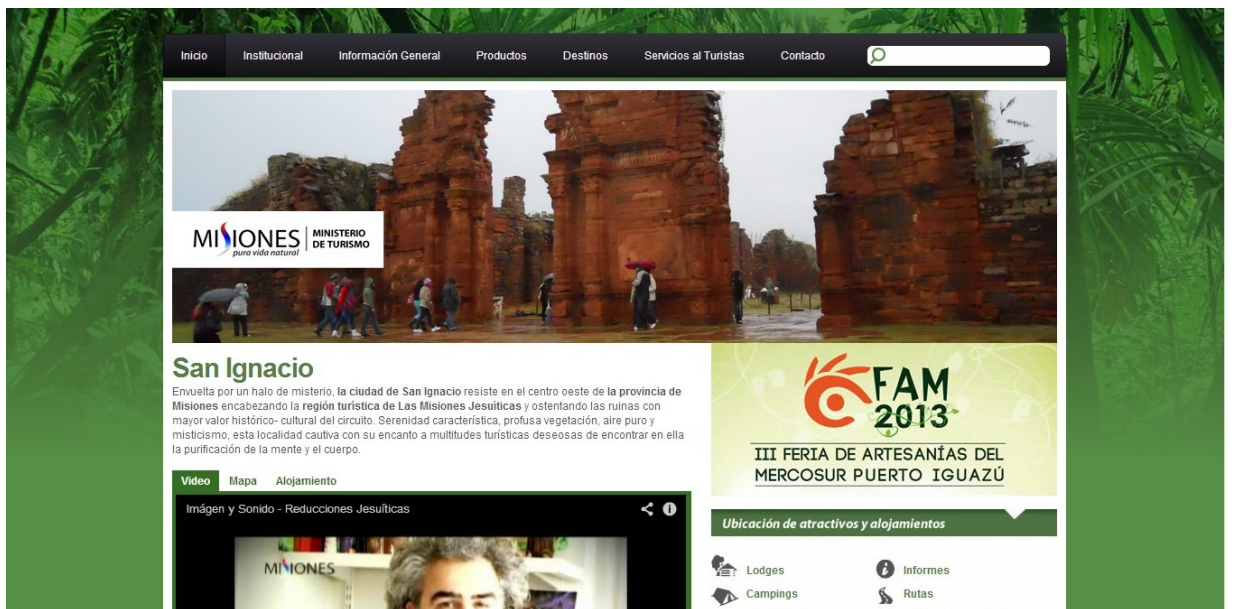 Inicio Institucional Información General Productos Destinos Servicios al Turistas Contacto
MISIONES MINISTERIO DE TURISMO
pura vida natural
San Ignacio
Envuelta por un halo de misterio, la ciudad de San Ignacio resiste en el centro oeste de la provincia de
Misiones encabezando la región turística de Las Misiones Jesuíticas y ostentando las ruinas con
mayor valor histórico- cultural del circuito. Serenidad característica, profusa vegetación, aire puro y
misticismo, esta localidad cautiva con su encanto a multitudes turísticas deseosas de encontrar en ella
la purificación de la mente y el cuerpo.
Video Mapa Alojamiento
Imágen y Sonido - Reducciones Jesuíticas
MISIONES
FAM
2013
III FERIA DE ARTESANÍAS DEL
MERCOSUR PUERTO IGUAZÚ
Ubicación de atractivos y alojamientos
Lodges Informes
Campings Rutas